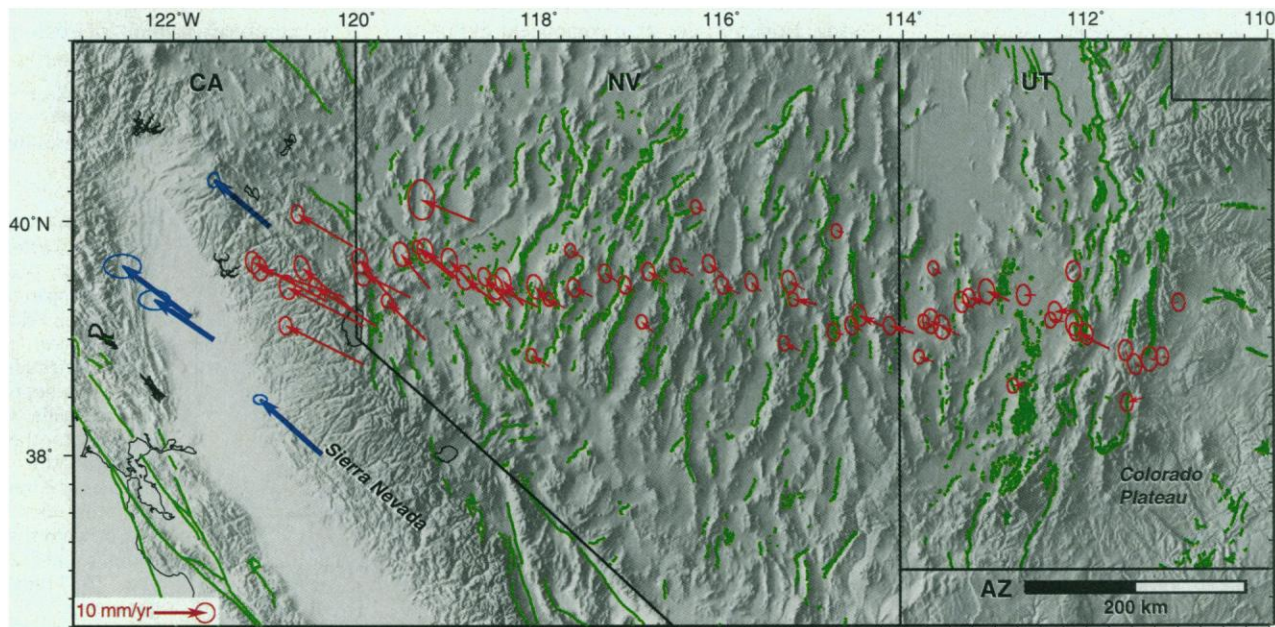 122°W 120° 118° 116° 114° 112° 110
CA NV UT
40°N
38°
Sierra Nevada
Colorado
Plateau
AZ
200 km
10 mm/yr